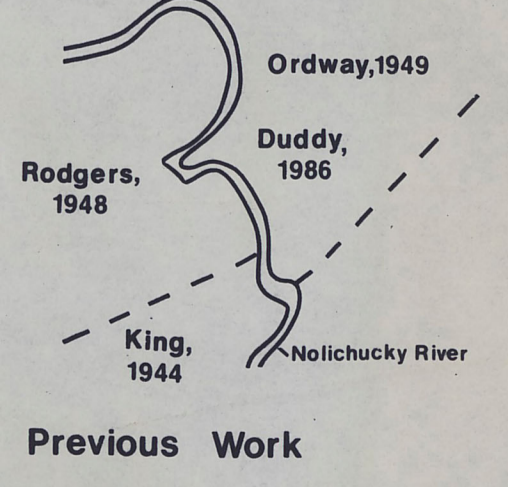 Ordway,1949
Duddy,
1986
Rodgers,
1948
King,
1944
Nolichucky River
Previous Work